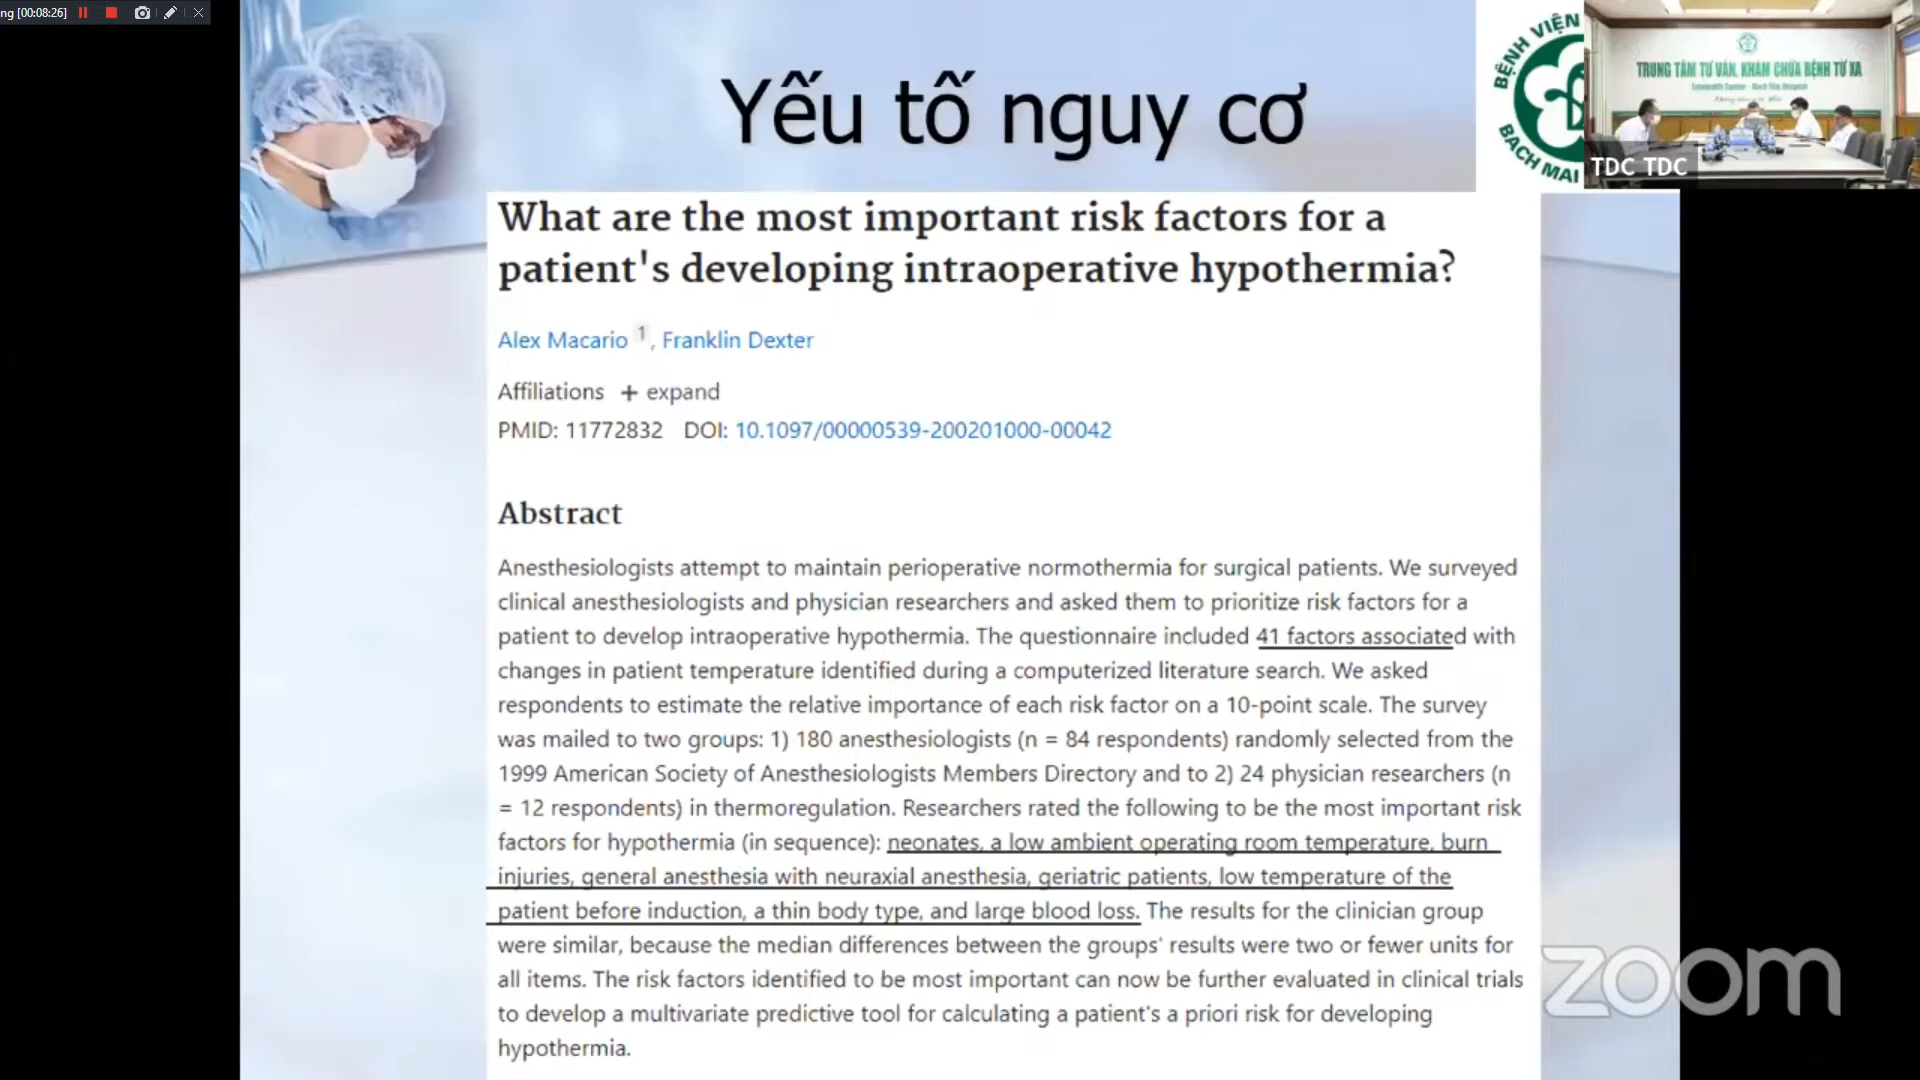 ng [00:08:26]
Yếu tố nguy cơ
BỆNH VIỆN
BẠCH MAI
TRUNG TÂM TƯ VẤN, KHÁM CHỮA BỆNH TỪ XA
Telehealth Center - Bach Mai Hospital
TDC TDC
What are the most important risk factors for a
patient's developing intraoperative hypothermia?
Alex Macario 1, Franklin Dexter
Affiliations + expand
PMID: 11772832 DOI: 10.1097/00000539-200201000-00042
Abstract
Anesthesiologists attempt to maintain perioperative normothermia for surgical patients. We surveyed
clinical anesthesiologists and physician researchers and asked them to prioritize risk factors for a
patient to develop intraoperative hypothermia. The questionnaire included 41 factors associated with
changes in patient temperature identified during a computerized literature search. We asked
respondents to estimate the relative importance of each risk factor on a 10-point scale. The survey
was mailed to two groups: 1) 180 anesthesiologists (n = 84 respondents) randomly selected from the
1999 American Society of Anesthesiologists Members Directory and to 2) 24 physician researchers (n
= 12 respondents) in thermoregulation. Researchers rated the following to be the most important risk
factors for hypothermia (in sequence): neonates, a low ambient operating room temperature, burn
injuries, general anesthesia with neuraxial anesthesia, geriatric patients, low temperature of the
patient before induction, a thin body type, and large blood loss. The results for the clinician group
were similar, because the median differences between the groups' results were two or fewer units for
all items. The risk factors identified to be most important can now be further evaluated in clinical trials
to develop a multivariate predictive tool for calculating a patient's a priori risk for developing
hypothermia.
zoom